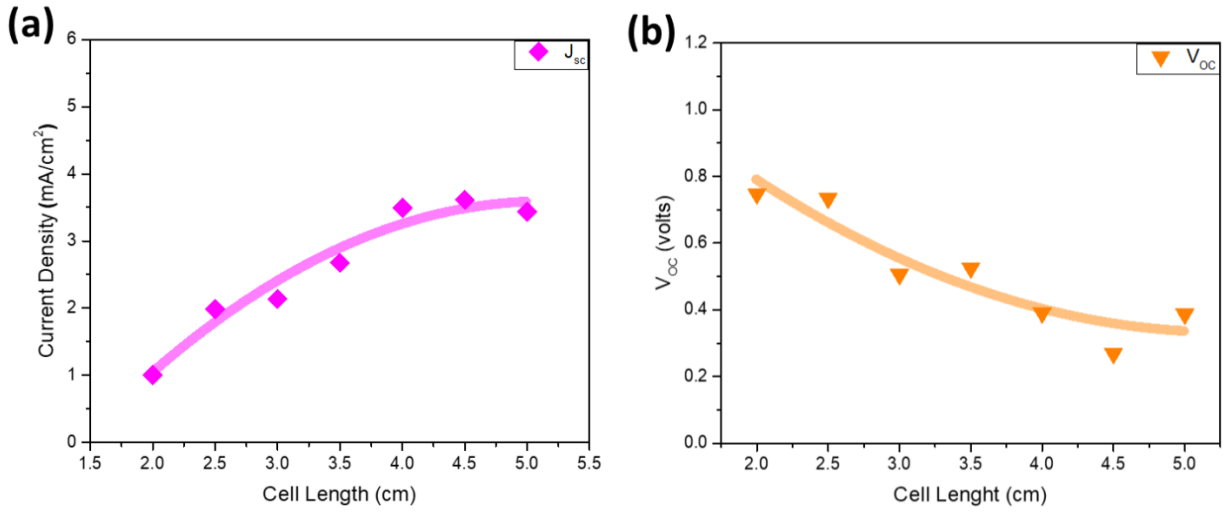 (a)
J_sc
6
5
4
3
2
1
0
Current Density (mA/cm²)
1.5 2.0 2.5 3.0 3.5 4.0 4.5 5.0 5.5
Cell Length (cm)
(b)
V_OC
1.2
1.0
0.8
0.6
0.4
0.2
0.0
V_OC (volts)
2.0 2.5 3.0 3.5 4.0 4.5 5.0
Cell Lenght (cm)